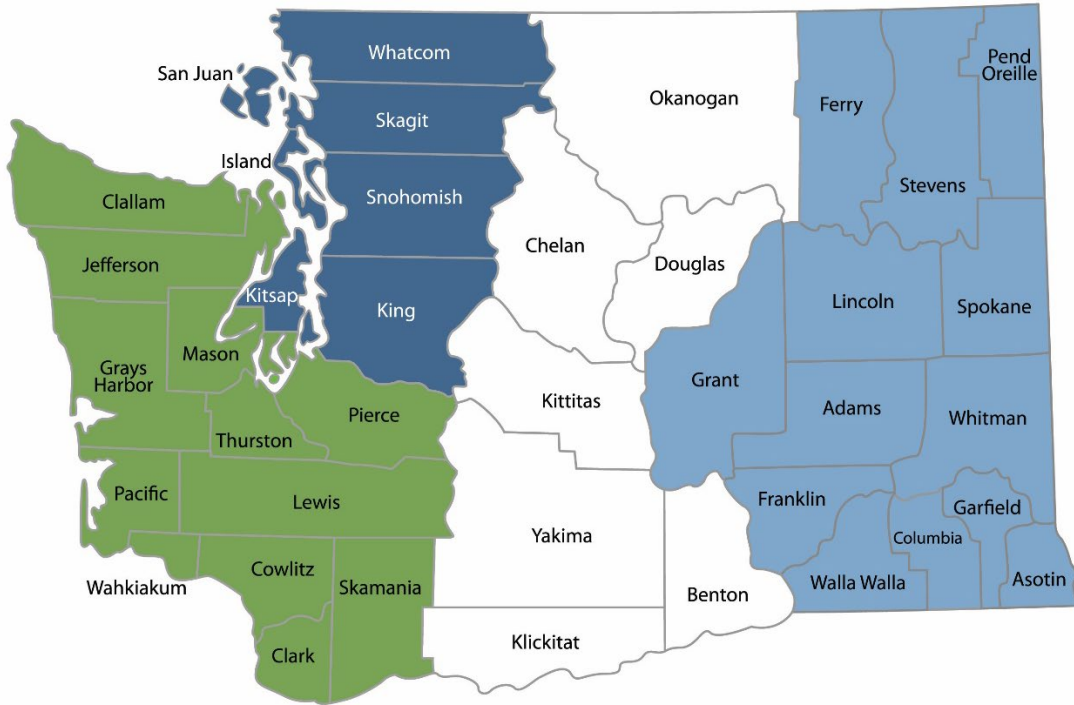 Whatcom
San Juan
Pend
Oreille
Okanogan
Ferry
Skagit
Island
Stevens
Clallam
Snohomish
Chelan
Douglas
Jefferson
Kitsap
King
Lincoln
Spokane
Mason
Grays
Harbor
Grant
Kittitas
Adams
Whitman
Pierce
Thurston
Pacific
Lewis
Franklin
Garfield
Yakima
Columbia
Cowlitz
Skamania
Wahkiakum
Walla Walla
Asotin
Benton
Klickitat
Clark